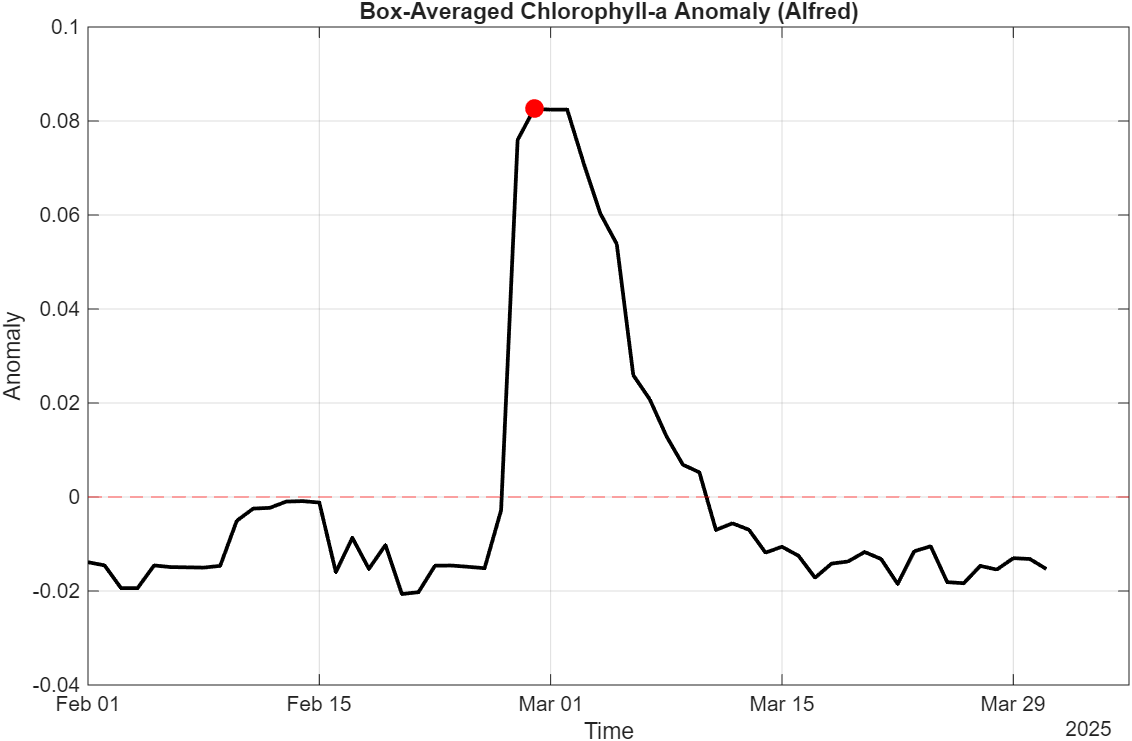 Box-Averaged Chlorophyll-a Anomaly (Alfred)
0.1
0.08
0.06
0.04
0.02
0
-0.02
-0.04
Anomaly
Feb 01 Feb 15 Mar 01 Mar 15 Mar 29
Time
2025